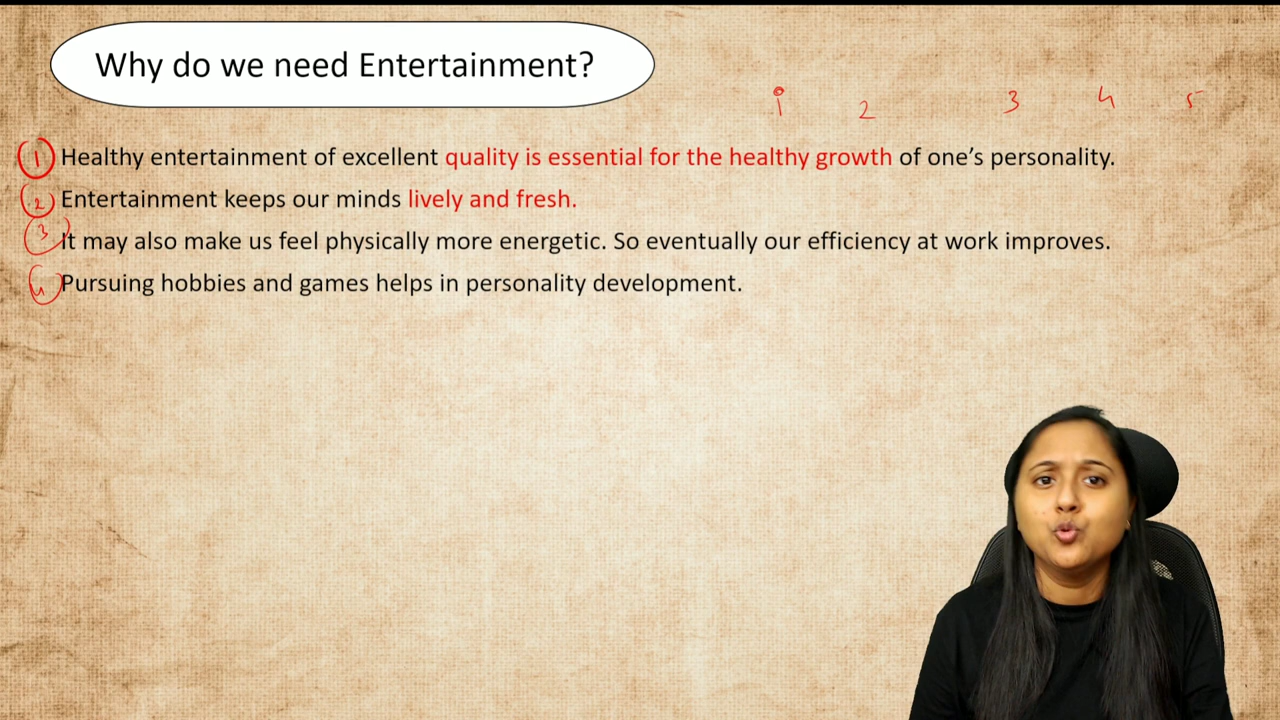 Why do we need Entertainment?
1 2 3 4 5
1 Healthy entertainment of excellent quality is essential for the healthy growth of one’s personality.
2 Entertainment keeps our minds lively and fresh.
3 It may also make us feel physically more energetic. So eventually our efficiency at work improves.
4 Pursuing hobbies and games helps in personality development.